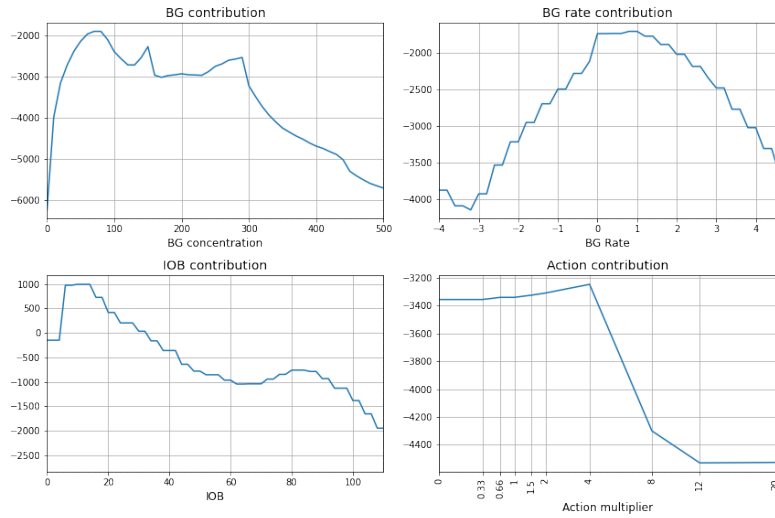 BG contribution
−2000
−3000
−4000
−5000
−6000
0 100 200 300 400 500
BG concentration
BG rate contribution
−2000
−2500
−3000
−3500
−4000
−4 −3 −2 −1 0 1 2 3 4
BG Rate
IOB contribution
1000
500
0
−500
−1000
−1500
−2000
−2500
0 20 40 60 80 100
IOB
Action contribution
−3200
−3400
−3600
−3800
−4000
−4200
−4400
0 0.33 0.66 1 1.5 2 4 8 12
Action multiplier